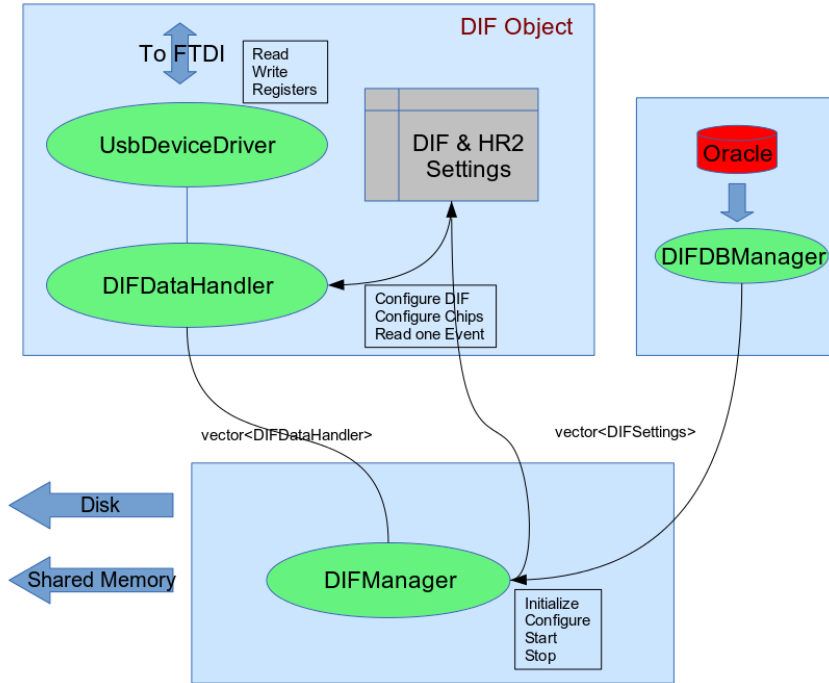 DIF Object
To FTDI
Read
Write
Registers
UsbDeviceDriver
DIF & HR2
Settings
Oracle
DIFDBManager
DIFDataHandler
Configure DIF
Configure Chips
Read one Event
vector<DIFDataHandler>
vector<DIFSettings>
Disk
Shared Memory
DIFManager
Initialize
Configure
Start
Stop